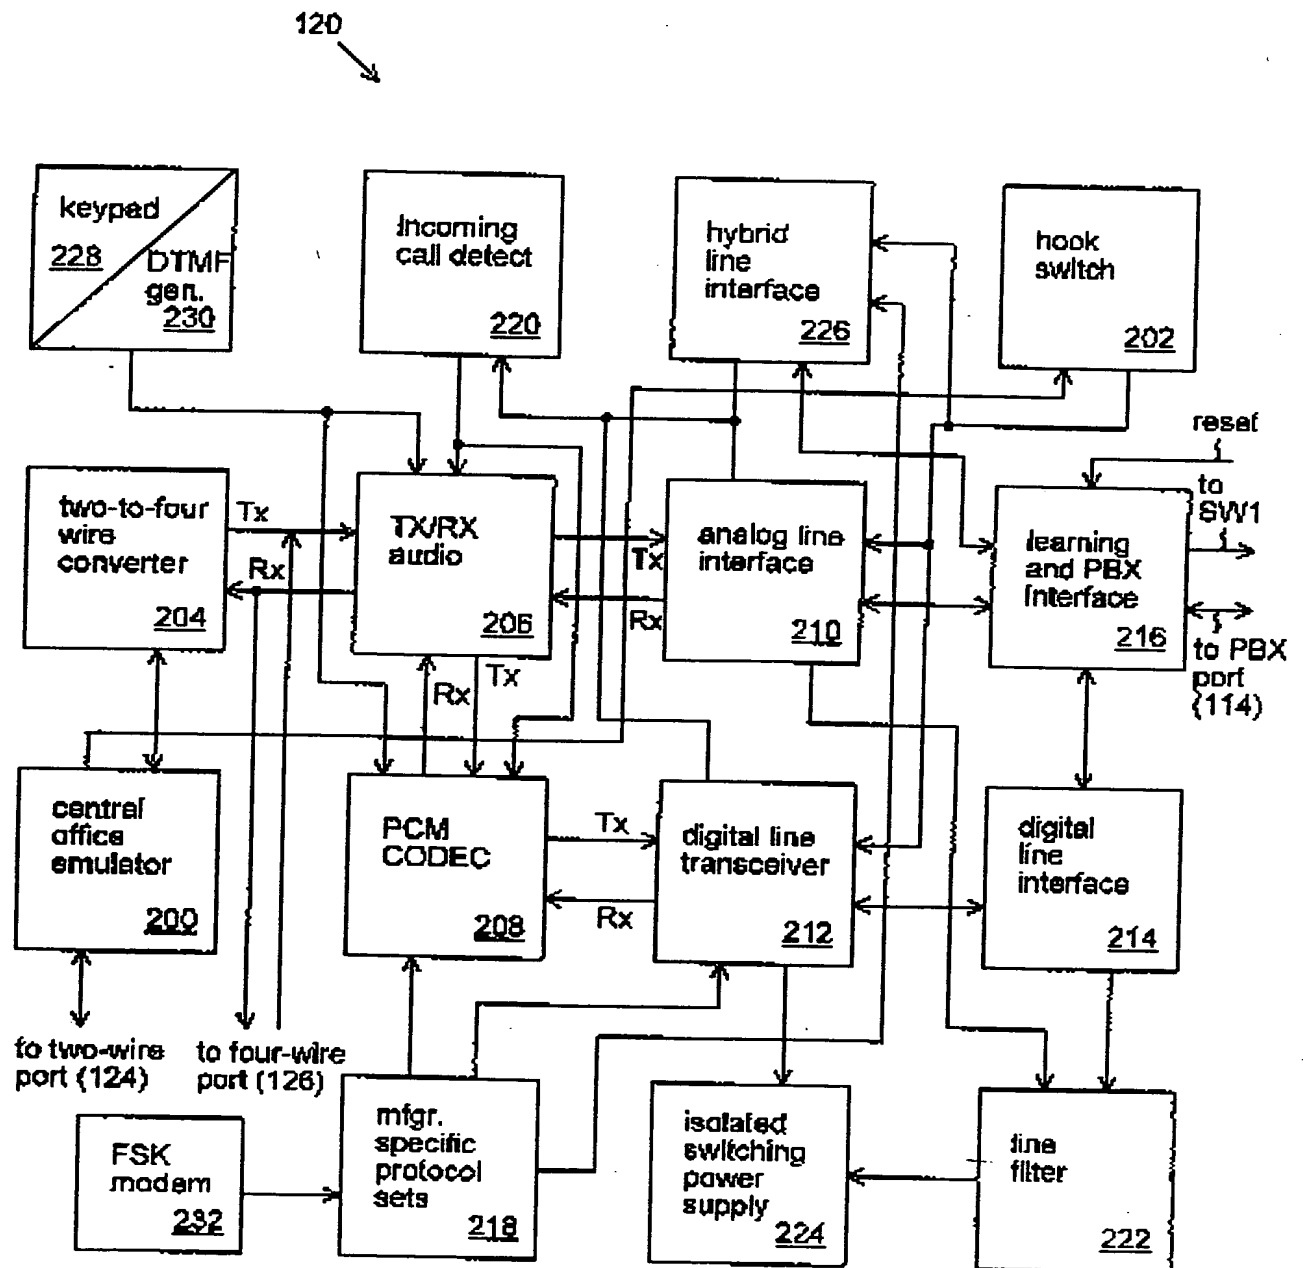 120
keypad
228
DTMF
gen.
230
Incoming
call detect
220
hybrid
line
interface
226
hook
switch
202
reset
two-to-four
wire
converter
204
Tx
Rx
TX/RX
audio
206
Tx
Rx
analog line
interface
210
learning
and PBX
Interface
216
to
SW1
to PBX
port
(114)
Rx
Tx
central
office
emulator
200
PCM
CODEC
208
Tx
Rx
digital line
transceiver
212
digital
line
interface
214
to two-wire
port (124)
to four-wire
port (126)
FSK
modem
232
mfgr.
specific
protocol
sets
218
isolated
switching
power
supply
224
line
filter
222